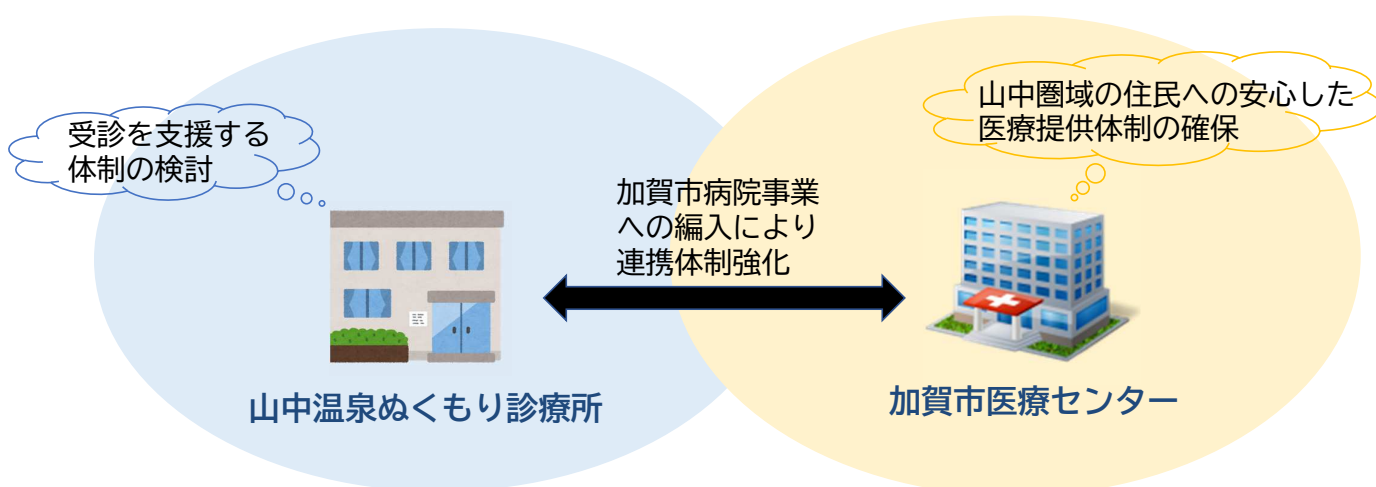 受診を支援する
体制の検討
山中圏域の住民への安心した
医療提供体制の確保
加賀市病院事業
への編入により
連携体制強化
山中温泉ぬくもり診療所
加賀市医療センター